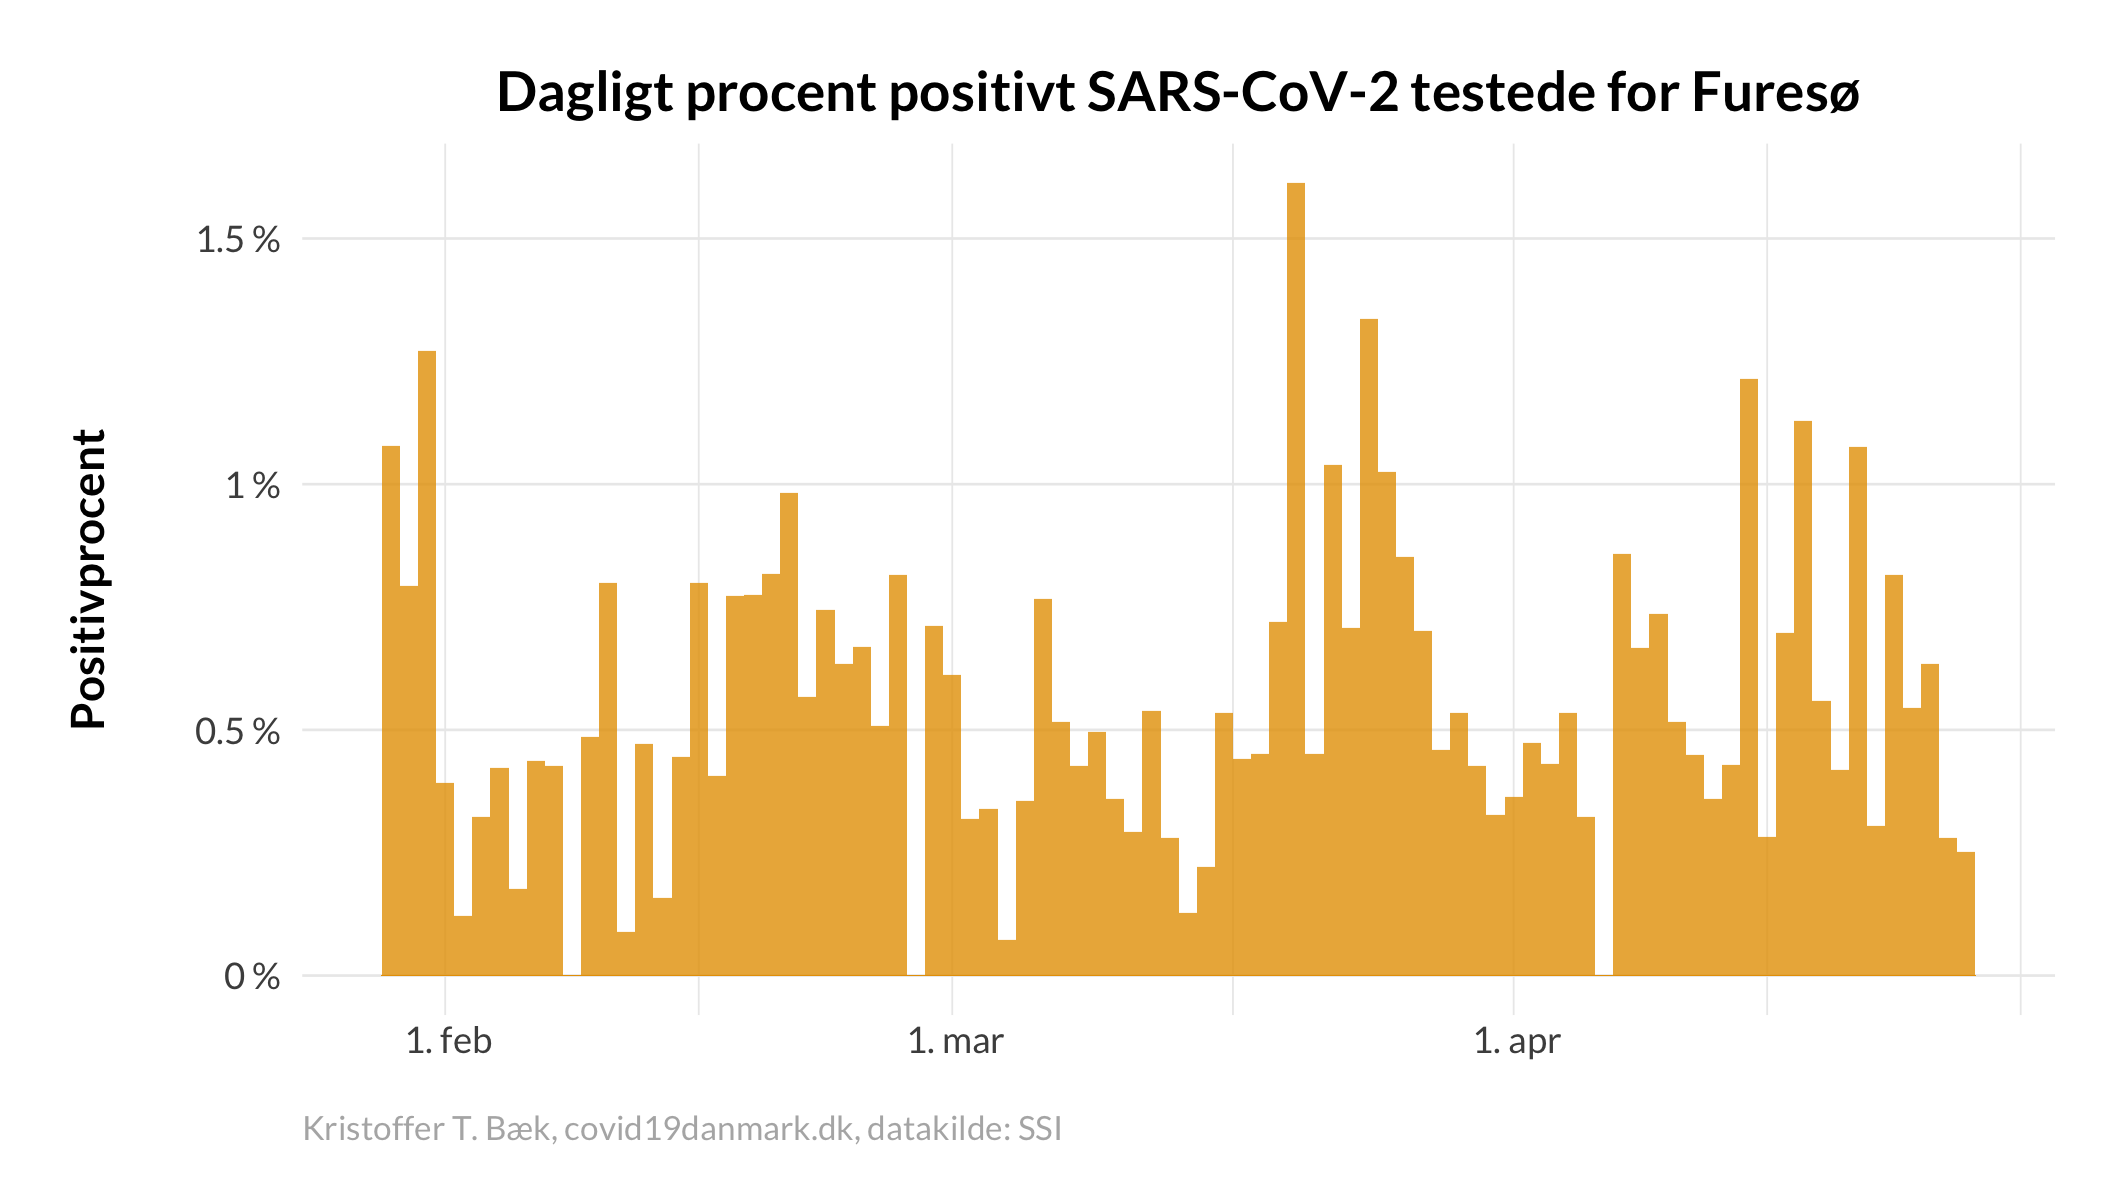 Dagligt procent positivt SARS-CoV-2 testede for Furesø
Positivprocent
1.5 %
1 %
0.5 %
0 %
1. feb
1. mar
1. apr
Kristoffer T. Bæk, covid19danmark.dk, datakilde: SSI